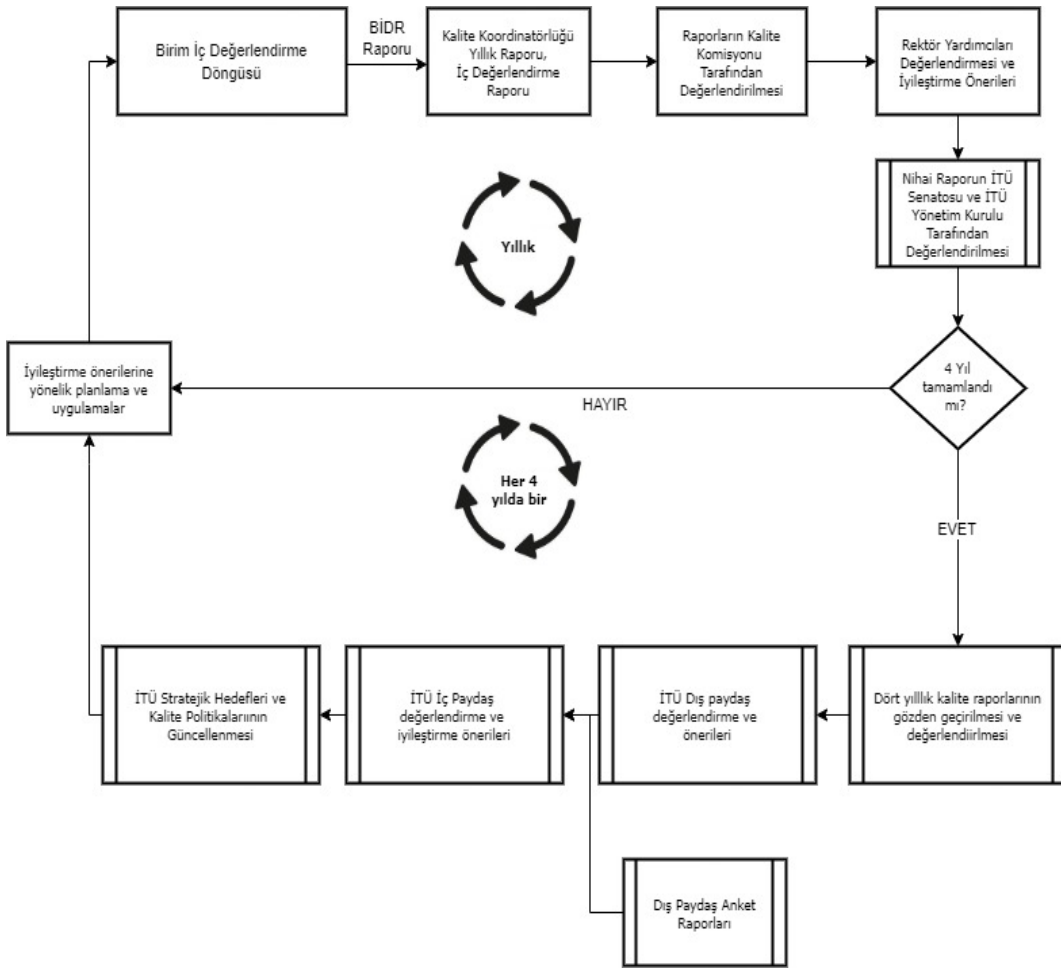 Birim İç Değerlendirme
Döngüsü
BİDR
Raporu
Kalite Koordinatörlüğü
Yıllık Raporu,
İç Değerlendirme
Raporu
Raporların Kalite
Komisyonu
Tarafından
Değerlendirilmesi
Rektör Yardımcıları
Değerlendirmesi ve
İyileştirme Önerileri
Nihai Raporun İTÜ
Senatosu ve İTÜ
Yönetim Kurulu
Tarafından
Değerlendirilmesi
Yıllık
4 Yıl
tamamlandı
mı?
HAYIR
İyileştirme önerilerine
yönelik planlama ve
uygulamalar
Her 4
yılda bir
EVET
İTÜ Stratejik Hedefleri ve
Kalite Politikalarıının
Güncellenmesi
İTÜ İç Paydaş
değerlendirme ve
iyileştirme önerileri
İTÜ Dış paydaş
değerlendirme ve
önerileri
Dört yılllık kalite raporlarının
gözden geçirilmesi ve
değerlendiirlmesi
Dış Paydaş Anket
Raporları